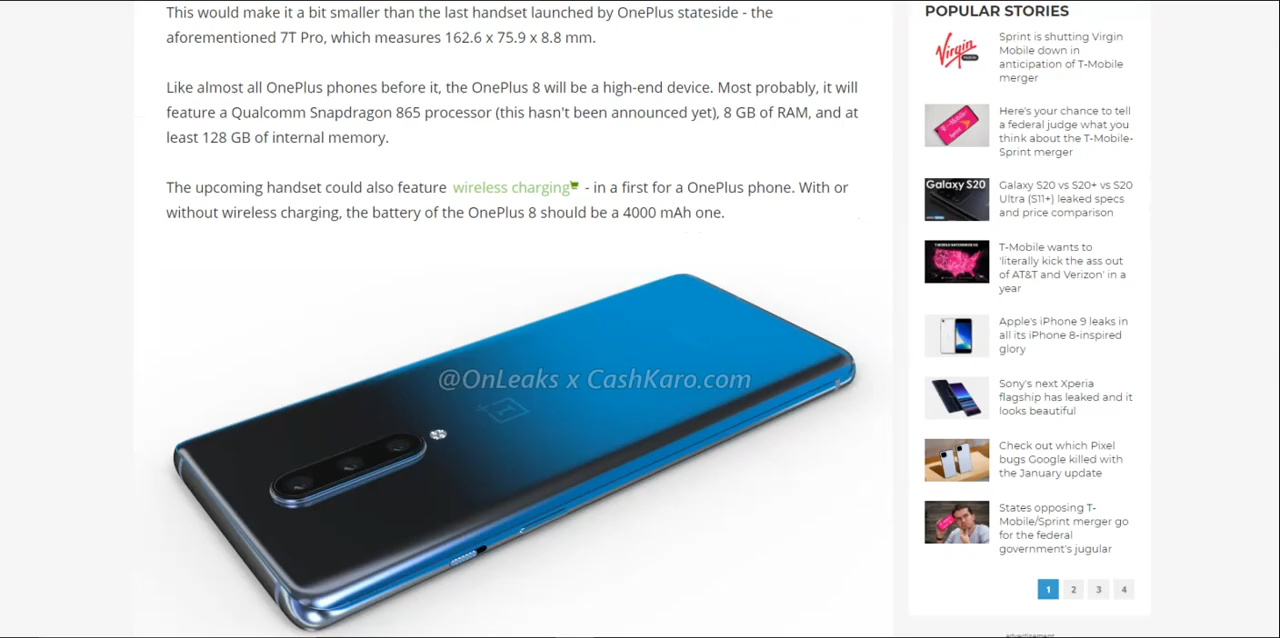 This would make it a bit smaller than the last handset launched by OnePlus stateside - the
aforementioned 7T Pro, which measures 162.6 x 75.9 x 8.8 mm.
Like almost all OnePlus phones before it, the OnePlus 8 will be a high-end device. Most probably, it will
feature a Qualcomm Snapdragon 865 processor (this hasn't been announced yet), 8 GB of RAM, and at
least 128 GB of internal memory.
The upcoming handset could also feature wireless charging - in a first for a OnePlus phone. With or
without wireless charging, the battery of the OnePlus 8 should be a 4000 mAh one.
@OnLeaks x CashKaro.com
POPULAR STORIES
Virgin
Sprint is shutting Virgin
Mobile down in
anticipation of T-Mobile
merger
Here's your chance to tell
a federal judge what you
think about the T-Mobile-
Sprint merger
Galaxy S20
Galaxy S20 vs S20+ vs S20
Ultra (S11+) leaked specs
and price comparison
T-Mobile wants to
'literally kick the ass out
of AT&T and Verizon' in a
year
Apple's iPhone 9 leaks in
all its iPhone 8-inspired
glory
Sony's next Xperia
flagship has leaked and it
looks beautiful
Check out which Pixel
bugs Google killed with
the January update
States opposing T-
Mobile/Sprint merger go
for the federal
government's jugular
1 2 3 4
advertisement